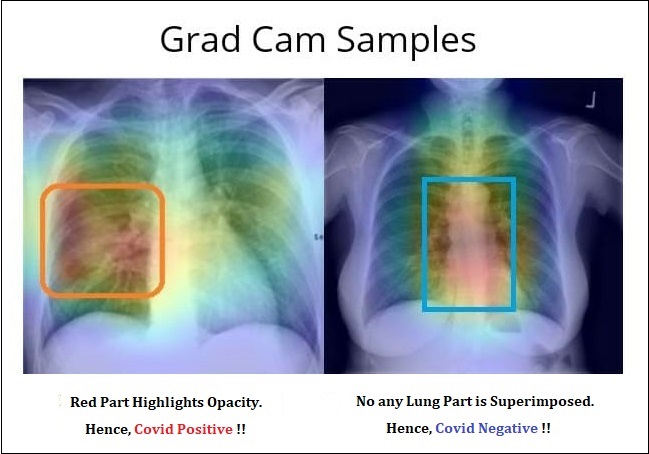 Grad Cam Samples
Red Part Highlights Opacity.
Hence, Covid Positive !!
No any Lung Part is Superimposed.
Hence, Covid Negative !!